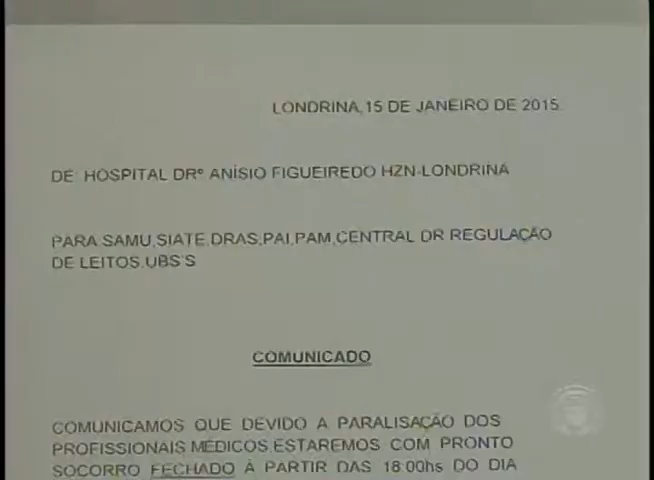 LONDRINA,15 DE JANEIRO DE 2015.
DE HOSPITAL DRº ANÍSIO FIGUEIREDO HZN-LONDRINA
PARA:SAMU,SIATE,DRAS,PAI,PAM,CENTRAL DR REGULAÇÃO
DE LEITOS.UBS'S
COMUNICADO
COMUNICAMOS QUE DEVIDO A PARALISAÇÃO DOS
PROFISSIONAIS MÉDICOS,ESTAREMOS COM PRONTO
SOCORRO FECHADO À PARTIR DAS 18:00hs DO DIA